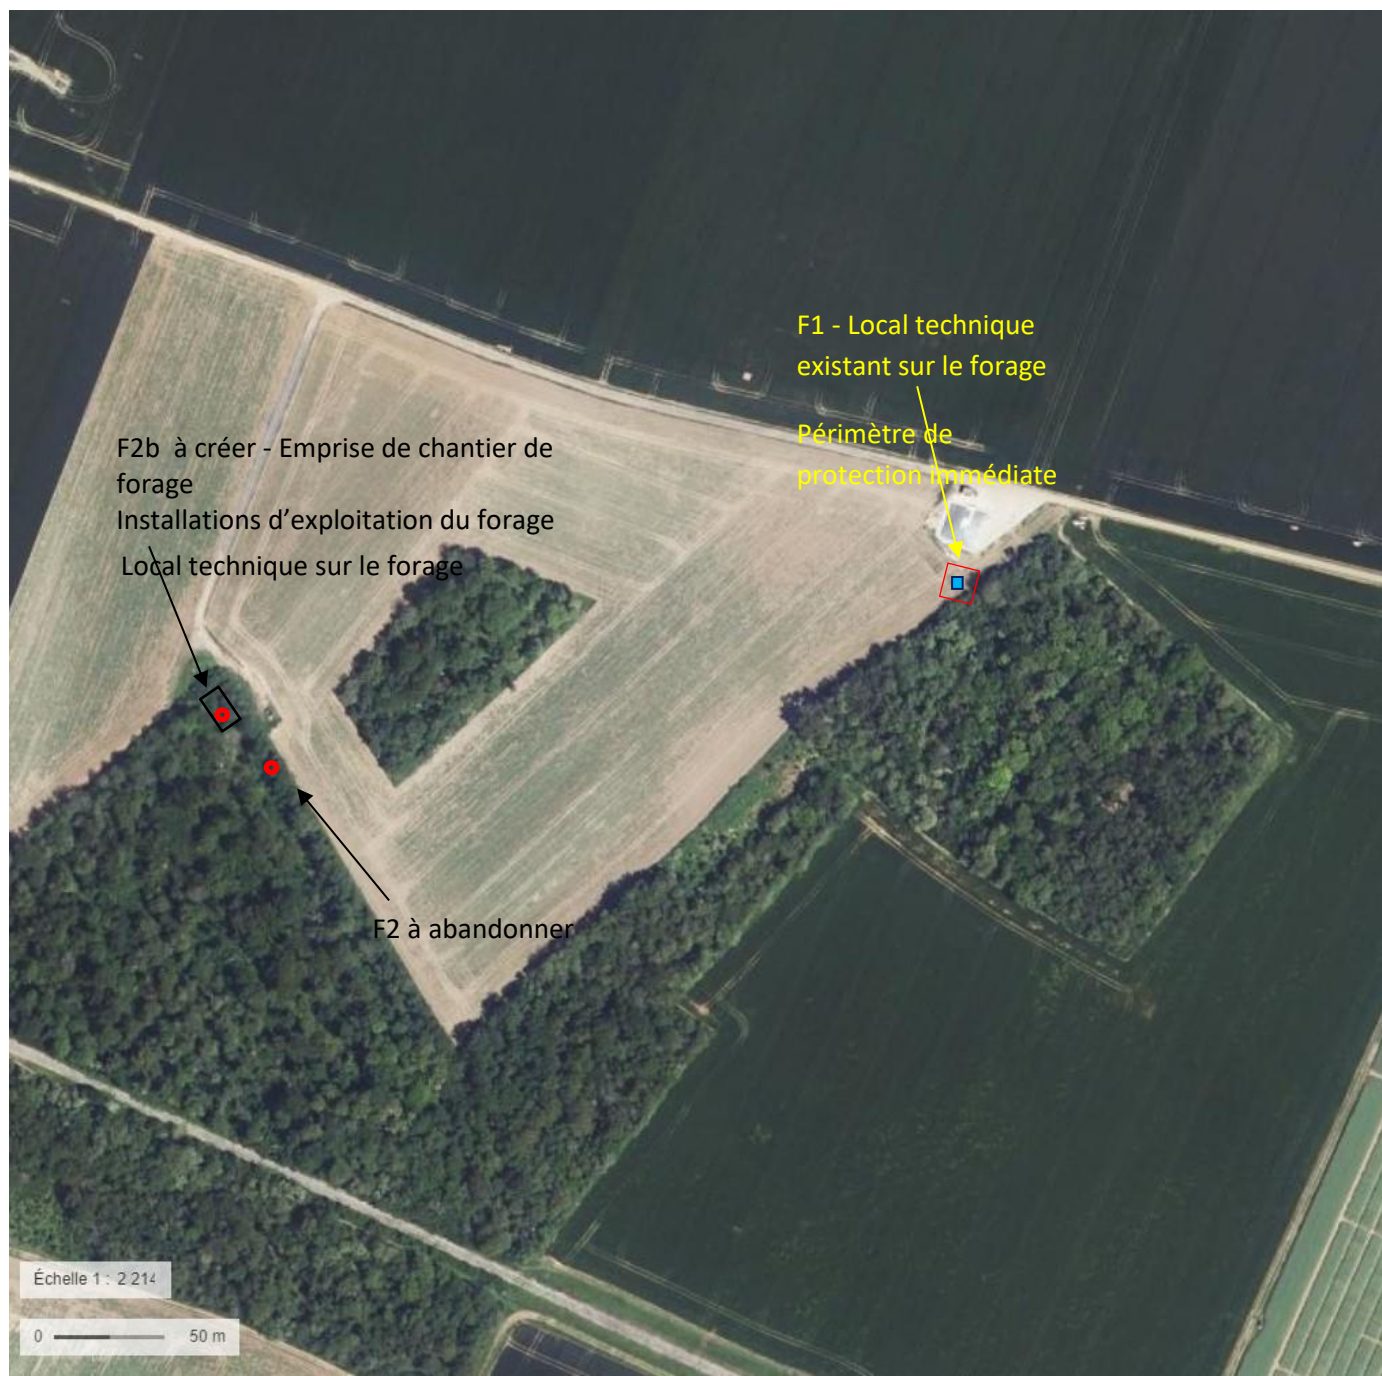 F1 - Local technique
existant sur le forage
Périmètre de
protection immédiate
F2b à créer - Emprise de chantier de
forage
Installations d’exploitation du forage
Local technique sur le forage
F2 à abandonner
Échelle 1 : 2 214
0 50 m